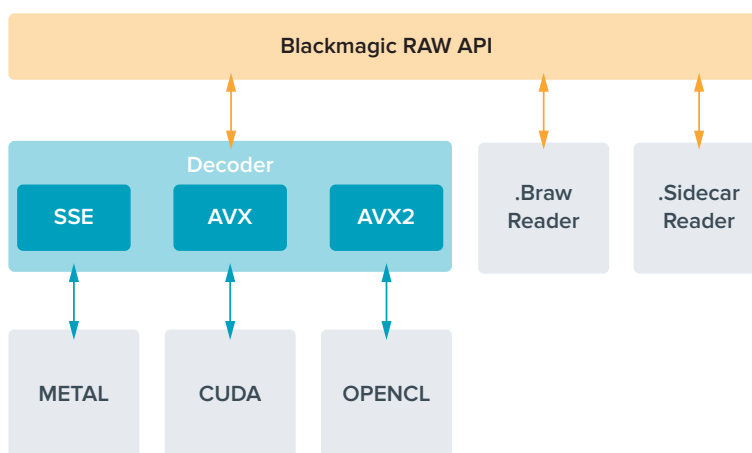 Blackmagic RAW API
Decoder
SSE
AVX
AVX2
.Braw
Reader
.Sidecar
Reader
METAL
CUDA
OPENCL